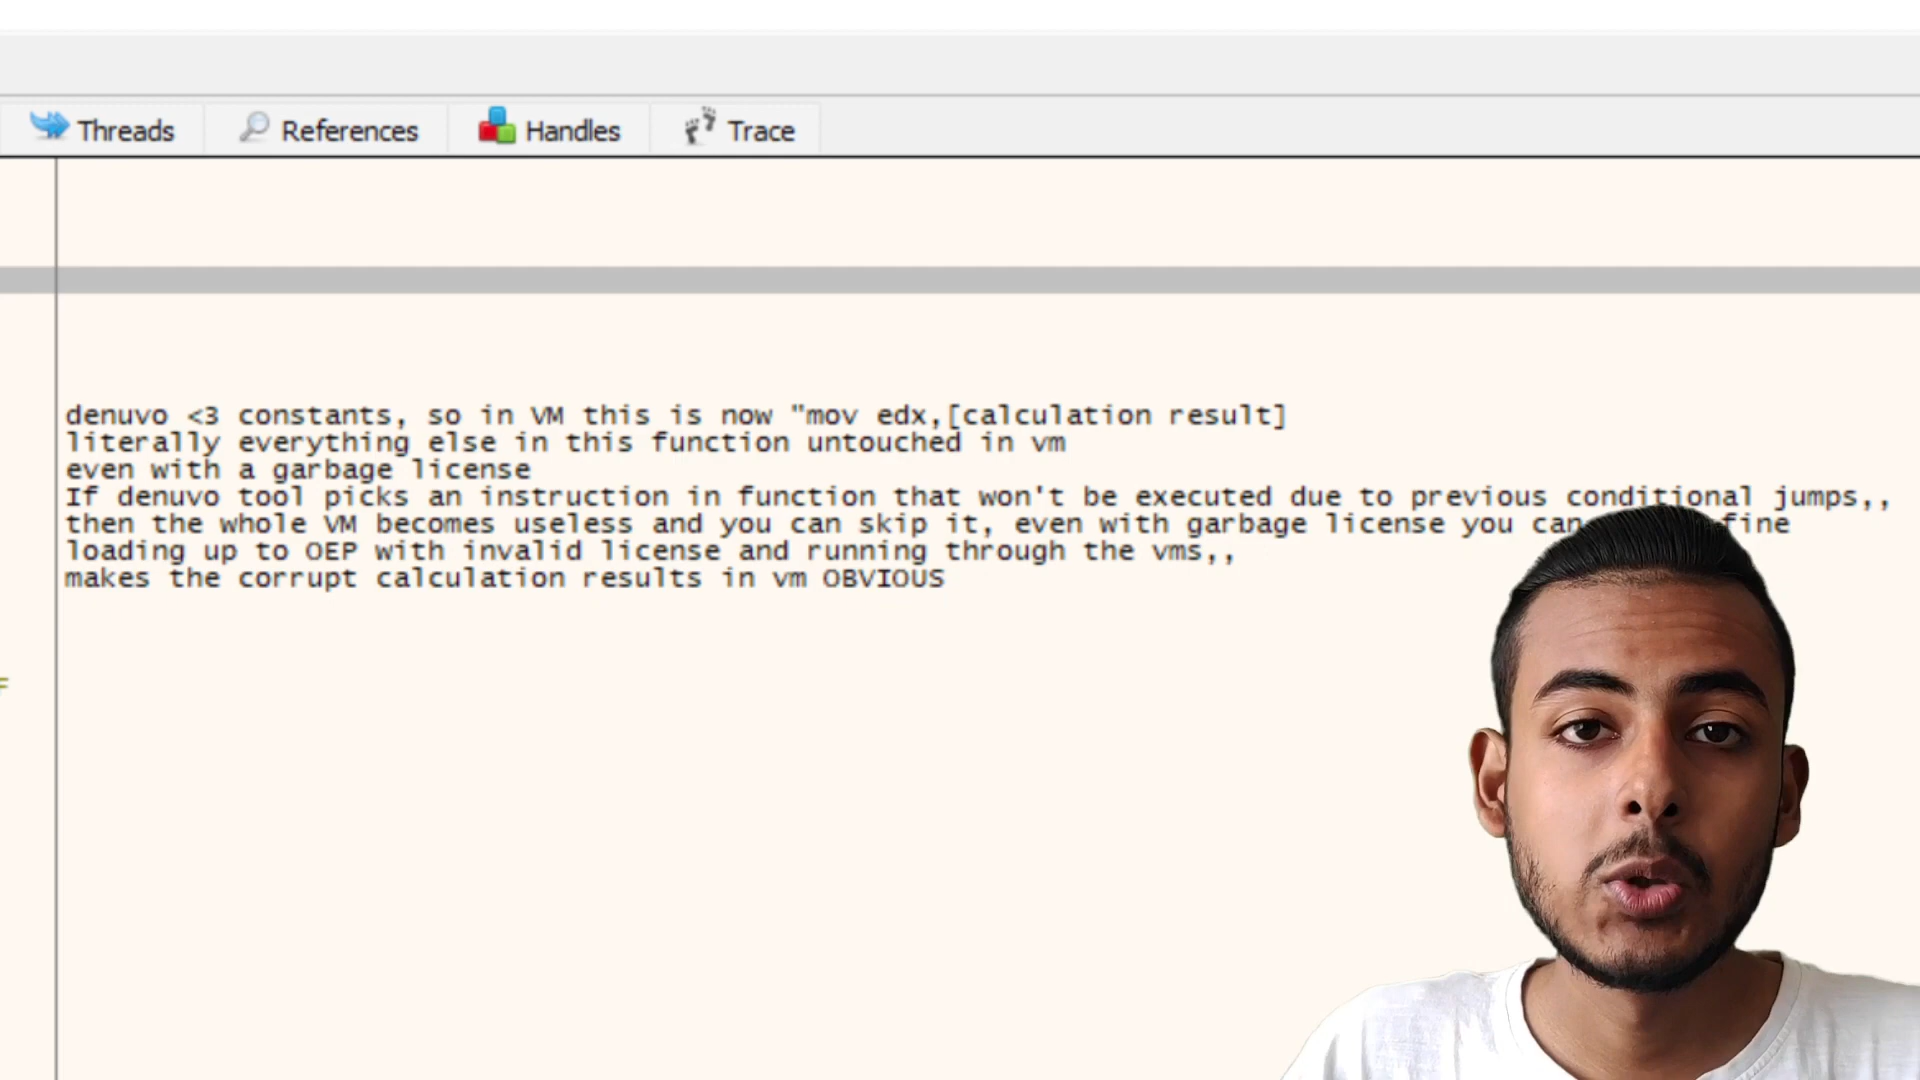 Threads References Handles Trace
denuvo <3 constants, so in VM this is now "mov edx,[calculation result]
literally everything else in this function untouched in vm
even with a garbage license
If denuvo tool picks an instruction in function that won't be executed due to previous conditional jumps,,
then the whole VM becomes useless and you can skip it, even with garbage license you can fine
loading up to OEP with invalid license and running through the vms,,
makes the corrupt calculation results in vm OBVIOUS